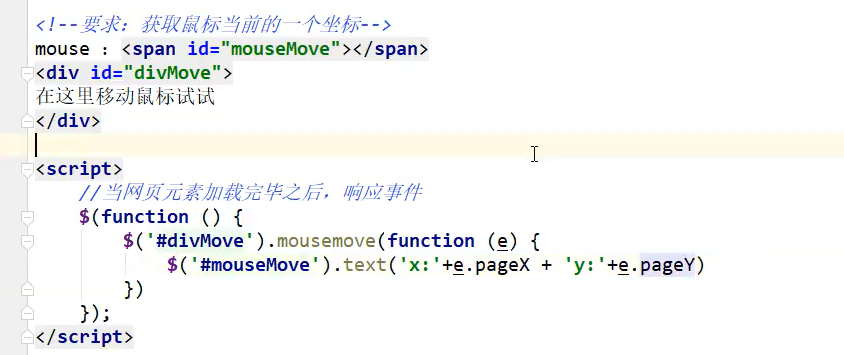 <!--要求：获取鼠标当前的一个坐标-->
mouse : <span id="mouseMove"></span>
<div id="divMove">
在这里移动鼠标试试
</div>
<script>
//当网页元素加载完毕之后，响应事件
$(function () {
$('#divMove').mousemove(function (e) {
$('#mouseMove').text('x:'+e.pageX + 'y:'+e.pageY)
})
});
</script>